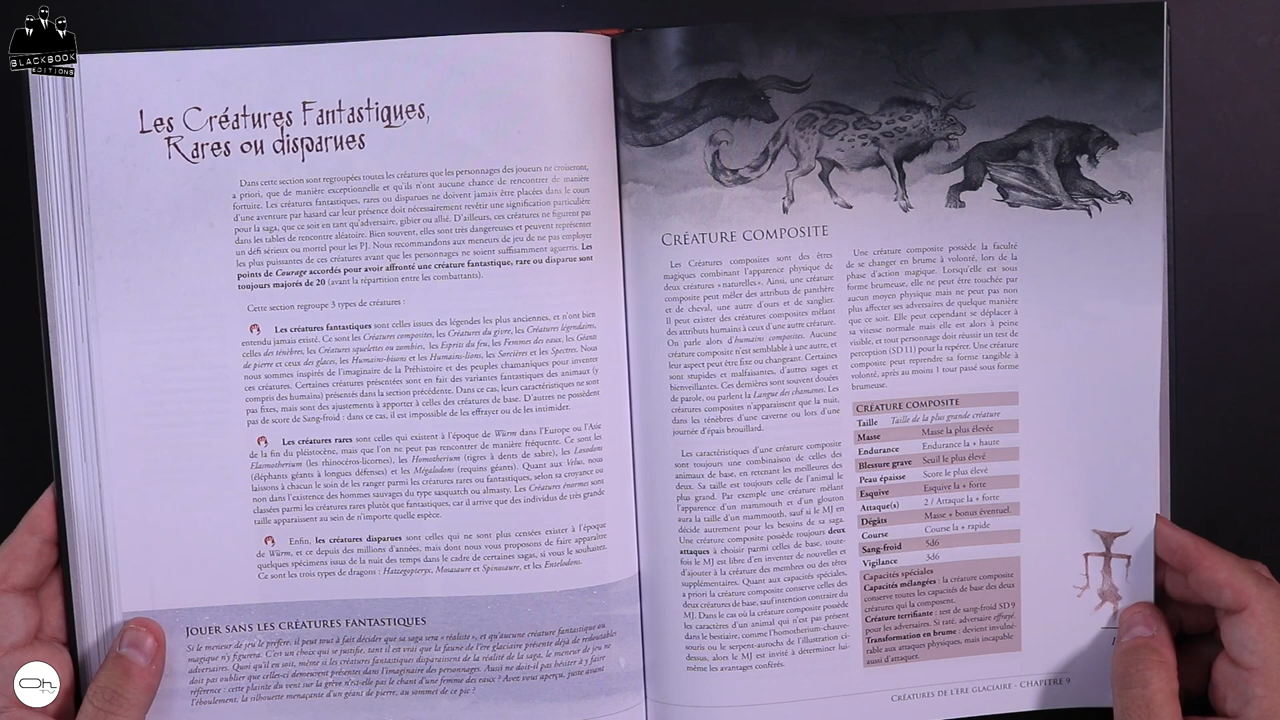 BLACKBOOK
ÉDITIONS
Les Créatures Fantastiques,
Rares ou disparues
Dans cette section sont regroupées toutes les créatures que les personnages des joueurs ne croiseront,
a priori, que de manière exceptionnelle et qu'ils n'ont aucune chance de rencontrer de manière
fortuite. Les créatures fantastiques, rares ou disparues ne doivent jamais être placées dans le cours
d'une aventure par hasard car leur présence doit nécessairement revêtir une signification particulière
pour la saga, que ce soit en tant qu'adversaire, gibier ou allié. D'ailleurs, ces créatures ne figurent pas
dans les tables de rencontre aléatoire. Bien souvent, elles sont très dangereuses et peuvent représenter
un défi sérieux ou mortel pour les PJ. Nous recommandons aux meneurs de jeu de ne pas employer
les plus puissantes de ces créatures avant que les personnages ne soient suffisamment aguerris. Les
points de Courage accordés pour avoir affronté une créature fantastique, rare ou disparue sont
toujours majorés de 20 (avant la répartition entre les combattants).
Cette section regroupe 3 types de créatures :
Les créatures fantastiques sont celles issues des légendes les plus anciennes, et n'ont bien
entendu jamais existé. Ce sont les Créatures composites, les Créatures du givre, les Créatures légendaires,
celles des ténèbres, les Créatures squelettes ou zombies, les Esprits du feu, les Femmes des eaux, les Géants
de pierre et ceux des glaces, les Humains-bisons et les Humains-lions, les Sorcières et les Spectres. Nous
nous sommes inspirés de l'imaginaire de la Préhistoire et des peuples chamaniques pour inventer
ces créatures. Certaines créatures présentées sont en fait des variantes fantastiques des animaux (y
compris des humains) présentés dans la section précédente. Dans ce cas, leurs caractéristiques ne sont
pas fixes, mais sont des ajustements à apporter à celles des créatures de base. D'autres ne possèdent
pas de score de Sang-froid : dans ce cas, il est impossible de les effrayer ou de les intimider.
Les créatures rares sont celles qui existent à l'époque de Würm dans l'Europe ou l'Asie
de la fin du pléistocène, mais que l'on ne peut pas rencontrer de manière fréquente. Ce sont les
Elasmotherium (les rhinocéros-licornes), les Homotherium (tigres à dents de sabre), les Loxodons
(éléphants géants à longues défenses) et les Mégalodons (requins géants). Quant aux Velus, nous
laissons à chacun le soin de les ranger parmi les créatures rares ou fantastiques, selon sa croyance ou
non dans l'existence des hommes sauvages du type sasquatch ou almasty. Les Créatures énormes sont
classées parmi les créatures rares plutôt que fantastiques, car il arrive que des individus de très grande
taille apparaissent au sein de n'importe quelle espèce.
Enfin, les créatures disparues sont celles qui ne sont plus censées exister à l'époque
de Würm, et ce depuis des millions d'années, mais dont nous vous proposons de faire apparaître
quelques spécimens issus de la nuit des temps dans le cadre de certaines sagas, si vous le souhaitez.
Ce sont les trois types de dragons : Hatzegopteryx, Mosasaure et Spinosaure, et les Entelodons.
JOUER SANS LES CRÉATURES FANTASTIQUES
Si le meneur de jeu le préfère, il peut tout à fait décider que sa saga sera « réaliste », et qu'aucune créature fantastique ou
magique n'y figurera. C'est un choix qui se justifie, tant il est vrai que la faune de l'ère glaciaire présente déjà de redoutables
adversaires. Quoi qu'il en soit, même si les créatures fantastiques disparaissent de la réalité de la saga, le meneur de jeu ne
doit pas oublier que celles-ci demeurent présentes dans l'imaginaire des personnages. Aussi ne doit-il pas hésiter à y faire
référence : cette plainte du vent sur la grève n'est-elle pas le chant d'une femme des eaux ? Avez vous aperçu, juste avant
l'éboulement, la silhouette menaçante d'un géant de pierre, au sommet de ce pic ?
CRÉATURE COMPOSITE
Les Créatures composites sont des êtres
magiques combinant l'apparence physique de
deux créatures « naturelles ». Ainsi, une créature
composite peut mêler des attributs de panthère
et de cheval, une autre d'ours et de sanglier.
Il peut exister des créatures composites mêlant
des attributs humains à ceux d'une autre créature.
On parle alors d'humains composites. Aucune
créature composite n'est semblable à une autre, et
leur aspect peut être fixe ou changeant. Certaines
sont stupides et malfaisantes, d'autres sages et
bienveillantes. Ces dernières sont souvent douées
de parole, ou parlent la Langue des chamanes. Les
créatures composites n'apparaissent que la nuit,
dans les ténèbres d'une caverne ou lors d'une
journée d'épais brouillard.
Les caractéristiques d'une créature composite
sont toujours une combinaison de celles des
animaux de base, en retenant les meilleures des
deux. Sa taille est toujours celle de l'animal le
plus grand. Par exemple une créature mêlant
l'apparence d'un mammouth et d'un glouton
aura la taille d'un mammouth, sauf si le MJ en
décide autrement pour les besoins de sa saga.
Une créature composite possède toujours deux
attaques à choisir parmi celles de base, toute-
fois le MJ est libre d'en inventer de nouvelles et
d'ajouter à la créature des membres ou des têtes
supplémentaires. Quant aux capacités spéciales,
a priori la créature composite conserve celles des
deux créatures de base, sauf intention contraire du
MJ. Dans le cas où la créature composite possède
les caractères d'un animal qui n'est pas présent
dans le bestiaire, comme l'homotherium-chauve-
souris ou le serpent-aurochs de l'illustration ci-
dessus, alors le MJ est invité à déterminer lui-
même les avantages conférés.
Une créature composite possède la faculté
de se changer en brume à volonté, lors de la
phase d'action magique. Lorsqu'elle est sous
forme brumeuse, elle ne peut être touchée par
aucun moyen physique mais ne peut pas non
plus affecter ses adversaires de quelque manière
que ce soit. Elle peut cependant se déplacer à
sa vitesse normale mais elle est alors à peine
visible, et tout personnage doit réussir un test de
perception (SD 11) pour la repérer. Une créature
composite peut reprendre sa forme tangible à
volonté, après au moins 1 tour passé sous forme
brumeuse.
CRÉATURE COMPOSITE
Taille Taille de la plus grande créature
Masse Masse la plus élevée
Endurance Endurance la + haute
Blessure grave Seuil le plus élevé
Peau épaisse Score le plus élevé
Esquive Esquive la + forte
Attaque(s) 2 / Attaque la + forte
Dégâts Masse + bonus éventuel.
Course Course la + rapide
Sang-froid 5d6
Vigilance 3d6
Capacités spéciales
Capacités mélangées : la créature composite
conserve toutes les capacités de base des deux
créatures qui la composent.
Créature terrifiante : test de sang-froid SD 9
pour les adversaires. Si raté, adversaire effrayé.
Transformation en brume : devient invulné-
rable aux attaques physiques, mais incapable
aussi d'attaquer.
CRÉATURES DE L'ÈRE GLACIAIRE - CHAPITRE 9
Oh
TV